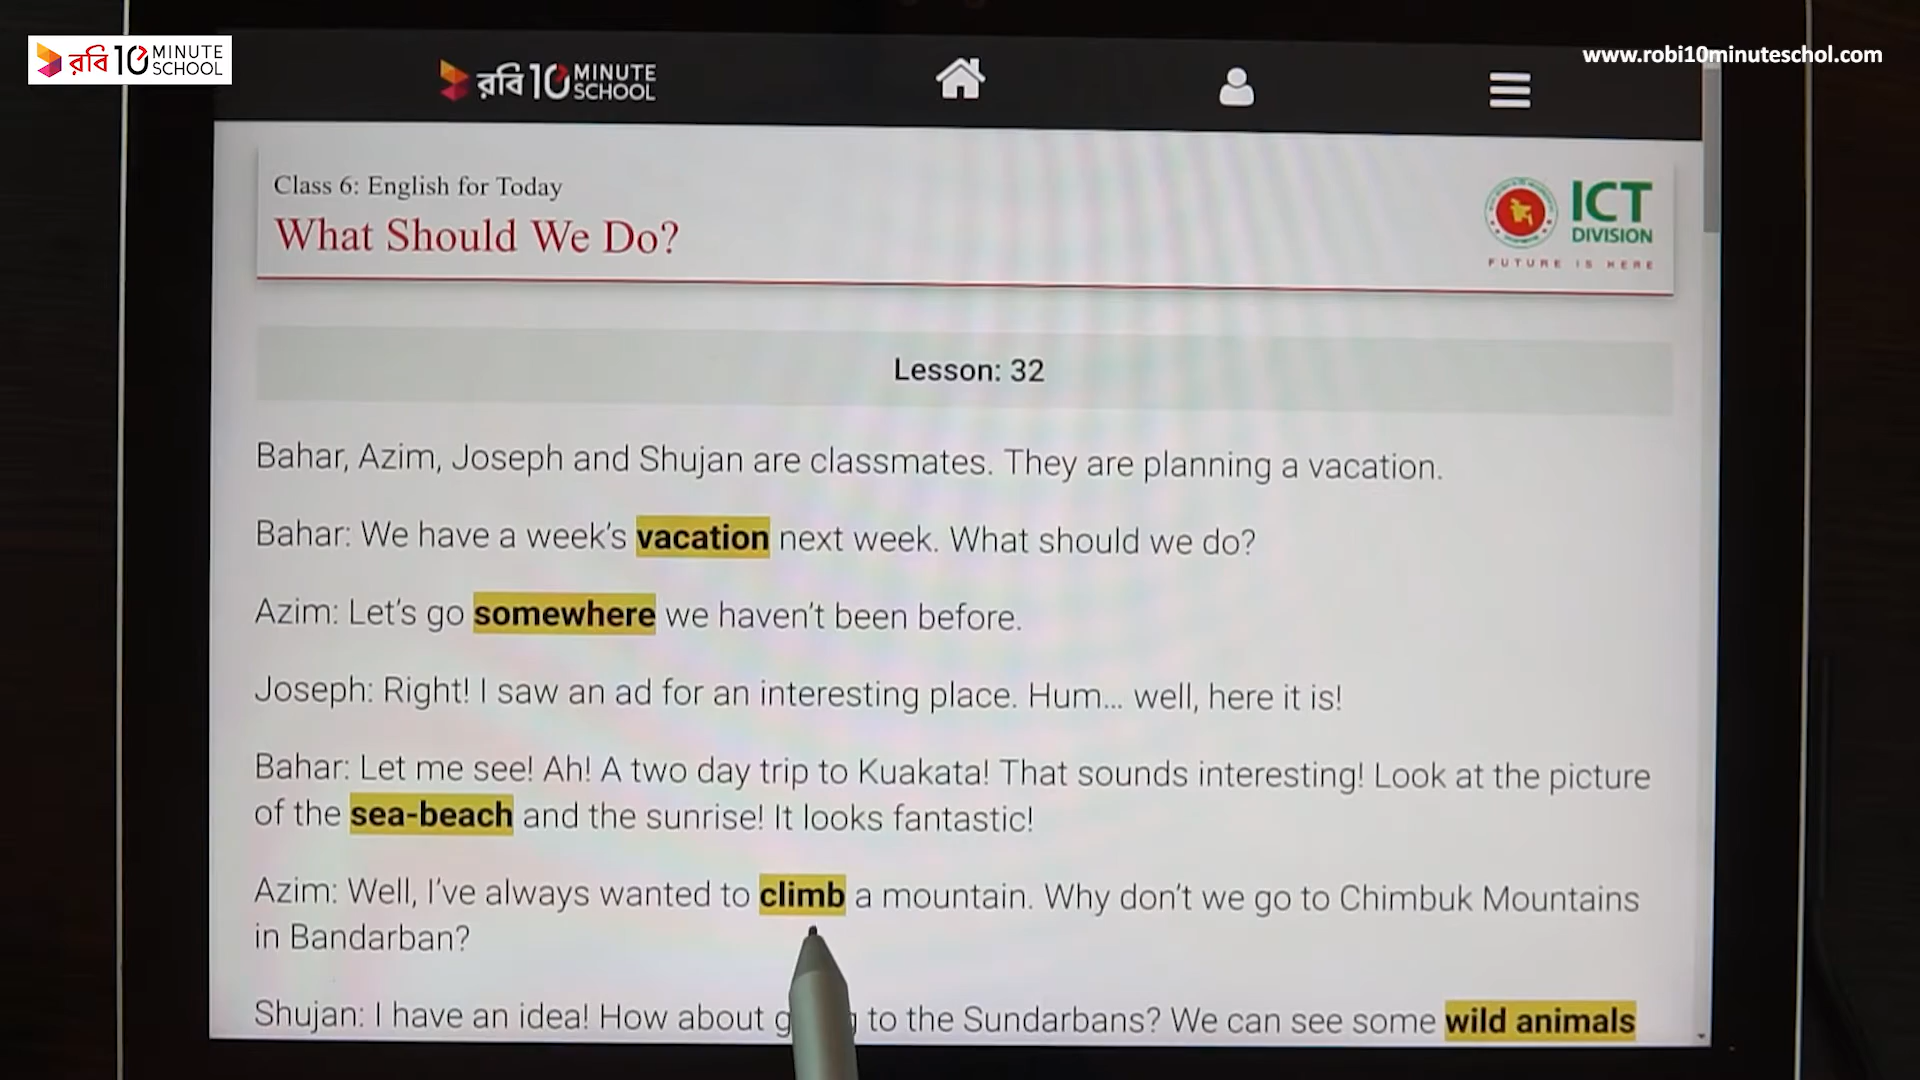 রবি 10 MINUTE SCHOOL
www.robi10minuteschol.com
রবি 10 MINUTE SCHOOL
Class 6: English for Today
What Should We Do?
ICT
DIVISION
FUTURE IS HERE
Lesson: 32
Bahar, Azim, Joseph and Shujan are classmates. They are planning a vacation.
Bahar: We have a week's vacation next week. What should we do?
Azim: Let's go somewhere we haven't been before.
Joseph: Right! I saw an ad for an interesting place. Hum... well, here it is!
Bahar: Let me see! Ah! A two day trip to Kuakata! That sounds interesting! Look at the picture
of the sea-beach and the sunrise! It looks fantastic!
Azim: Well, I've always wanted to climb a mountain. Why don't we go to Chimbuk Mountains
in Bandarban?
Shujan: I have an idea! How about to the Sundarbans? We can see some wild animals